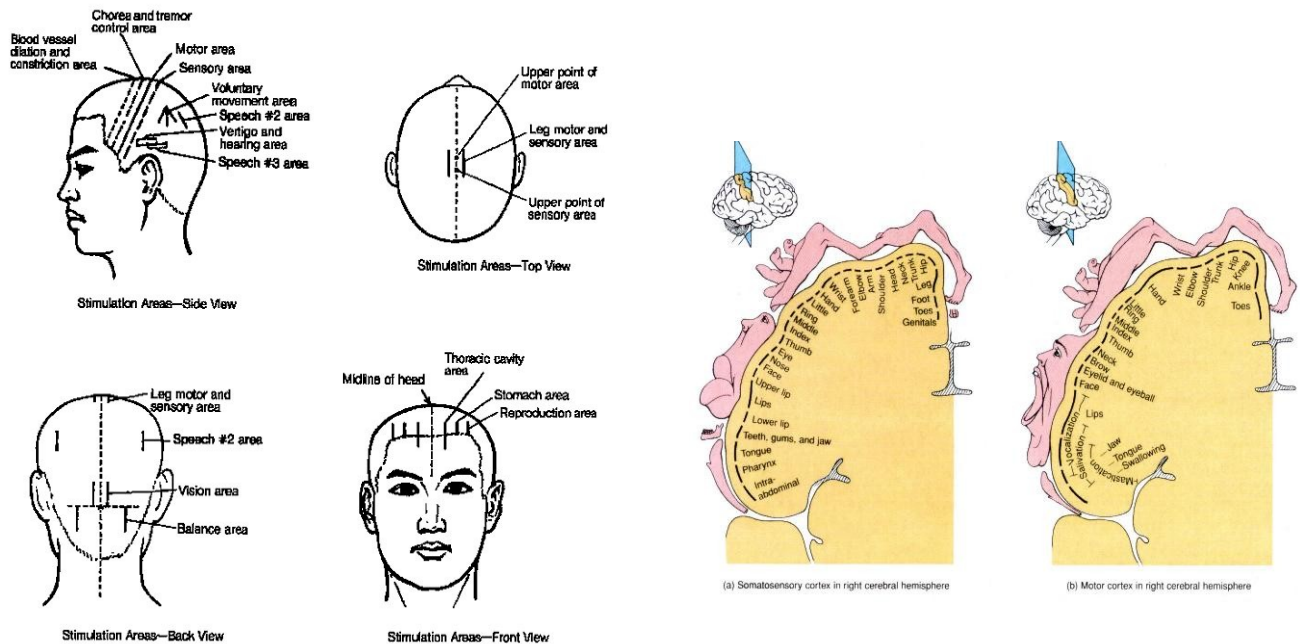 Chorea and tremor
control area
Blood vessel
dilation and
constriction area
Motor area
Sensory area
Voluntary
movement area
Speech #2 area
Vertigo and
hearing area
Speech #3 area
Stimulation Areas—Side View
Upper point of
motor area
Leg motor and
sensory area
Upper point of
sensory area
Stimulation Areas—Top View
Leg motor and
sensory area
Speech #2 area
Vision area
Balance area
Stimulation Areas—Back View
Midline of head
Thoracic cavity
area
Stomach area
Reproduction area
Stimulation Areas—Front View
Intra-
abdominal
Pharynx
Tongue
Teeth, gums, and jaw
Lower lip
Lips
Upper lip
Face
Nose
Eye
Thumb
Index
Middle
Ring
Little
Hand
Wrist
Forearm
Elbow
Arm
Shoulder
Head
Neck
Trunk
Hip
Leg
Foot
Toes
Genitals
(a) Somatosensory cortex in right cerebral hemisphere
Toes
Ankle
Knee
Hip
Trunk
Shoulder
Elbow
Wrist
Hand
Little
Ring
Middle
Index
Thumb
Neck
Brow
Eyelid and eyeball
Face
Lips
Vocalization
Jaw
Tongue
Swallowing
Salivation
Mastication
(b) Motor cortex in right cerebral hemisphere